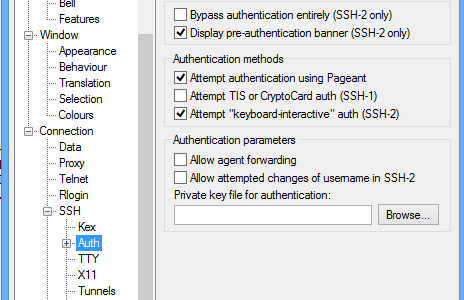 Bell
Features
Window
Appearance
Behaviour
Translation
Selection
Colours
Connection
Data
Proxy
Telnet
Rlogin
SSH
Kex
Auth
TTY
X11
Tunnels
Bypass authentication entirely (SSH-2 only)
Display pre-authentication banner (SSH-2 only)
Authentication methods
Attempt authentication using Pageant
Attempt TIS or CryptoCard auth (SSH-1)
Attempt "keyboard-interactive" auth (SSH-2)
Authentication parameters
Allow agent forwarding
Allow attempted changes of username in SSH-2
Private key file for authentication:
Browse...